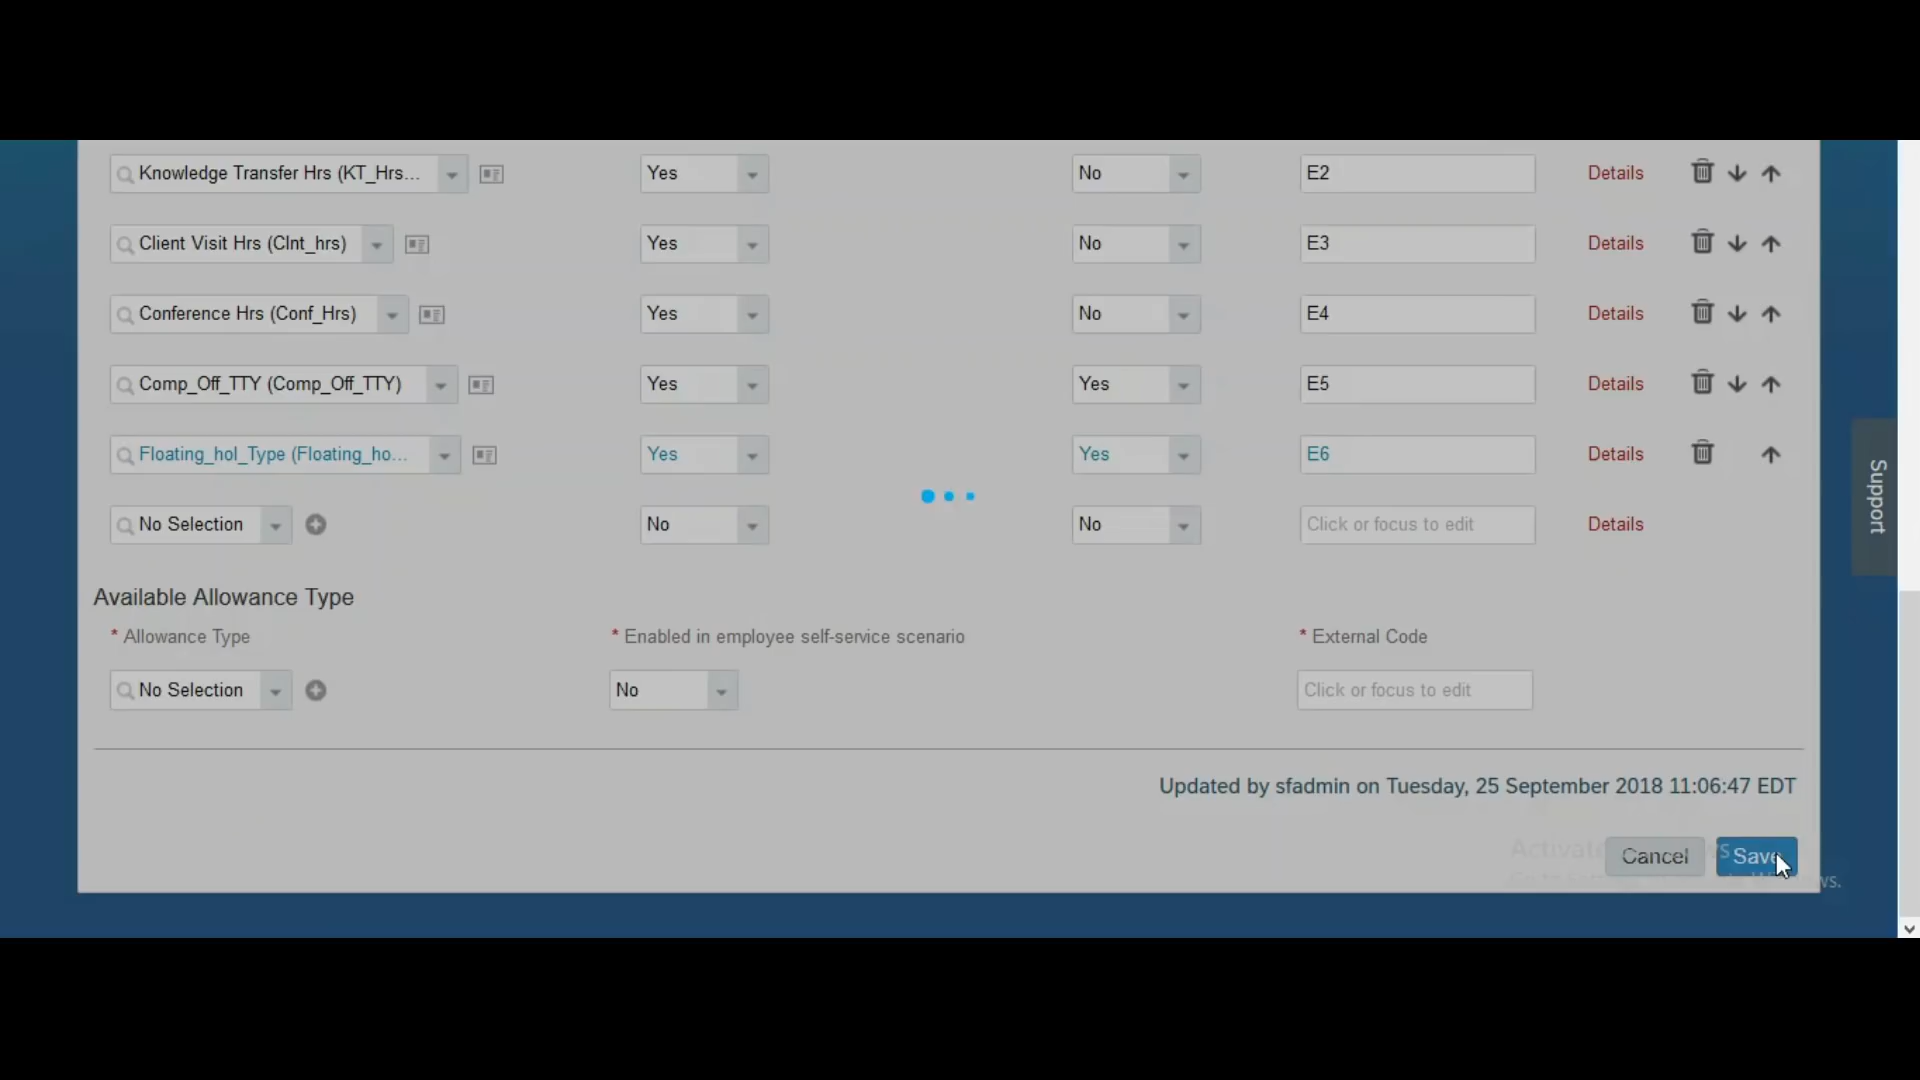 Knowledge Transfer Hrs (KT_Hrs... Yes No E2 Details
Client Visit Hrs (Clnt_hrs) Yes No E3 Details
Conference Hrs (Conf_Hrs) Yes No E4 Details
Comp_Off_TTY (Comp_Off_TTY) Yes Yes E5 Details
Floating_hol_Type (Floating_ho... Yes Yes E6 Details
No Selection No No Click or focus to edit Details
Support
Available Allowance Type
* Allowance Type * Enabled in employee self-service scenario * External Code
No Selection No Click or focus to edit
Updated by sfadmin on Tuesday, 25 September 2018 11:06:47 EDT
Cancel Save